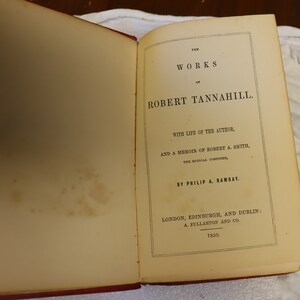 THE
WORKS
OF
ROBERT TANNAHILL.
WITH LIFE OF THE AUTHOR,
AND A MEMOIR OF ROBERT A. SMITH,
THE MUSICAL COMPOSER,
BY PHILIP A. RAMSAY.
LONDON, EDINBURGH, AND DUBLIN:
A. FULLARTON AND CO.